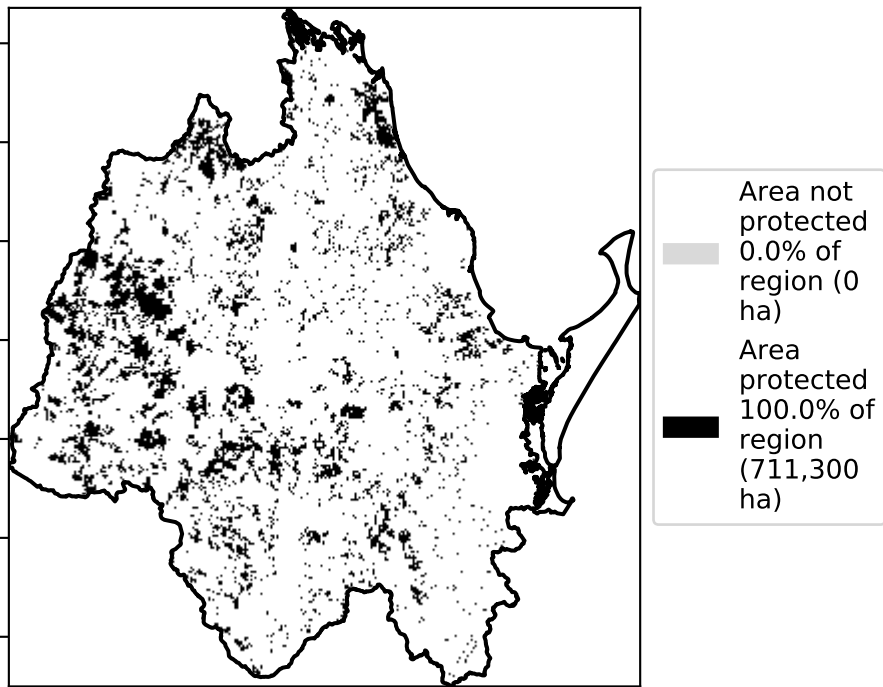 Area not
protected
0.0% of
region (0
ha)
Area
protected
100.0% of
region
(711,300
ha)